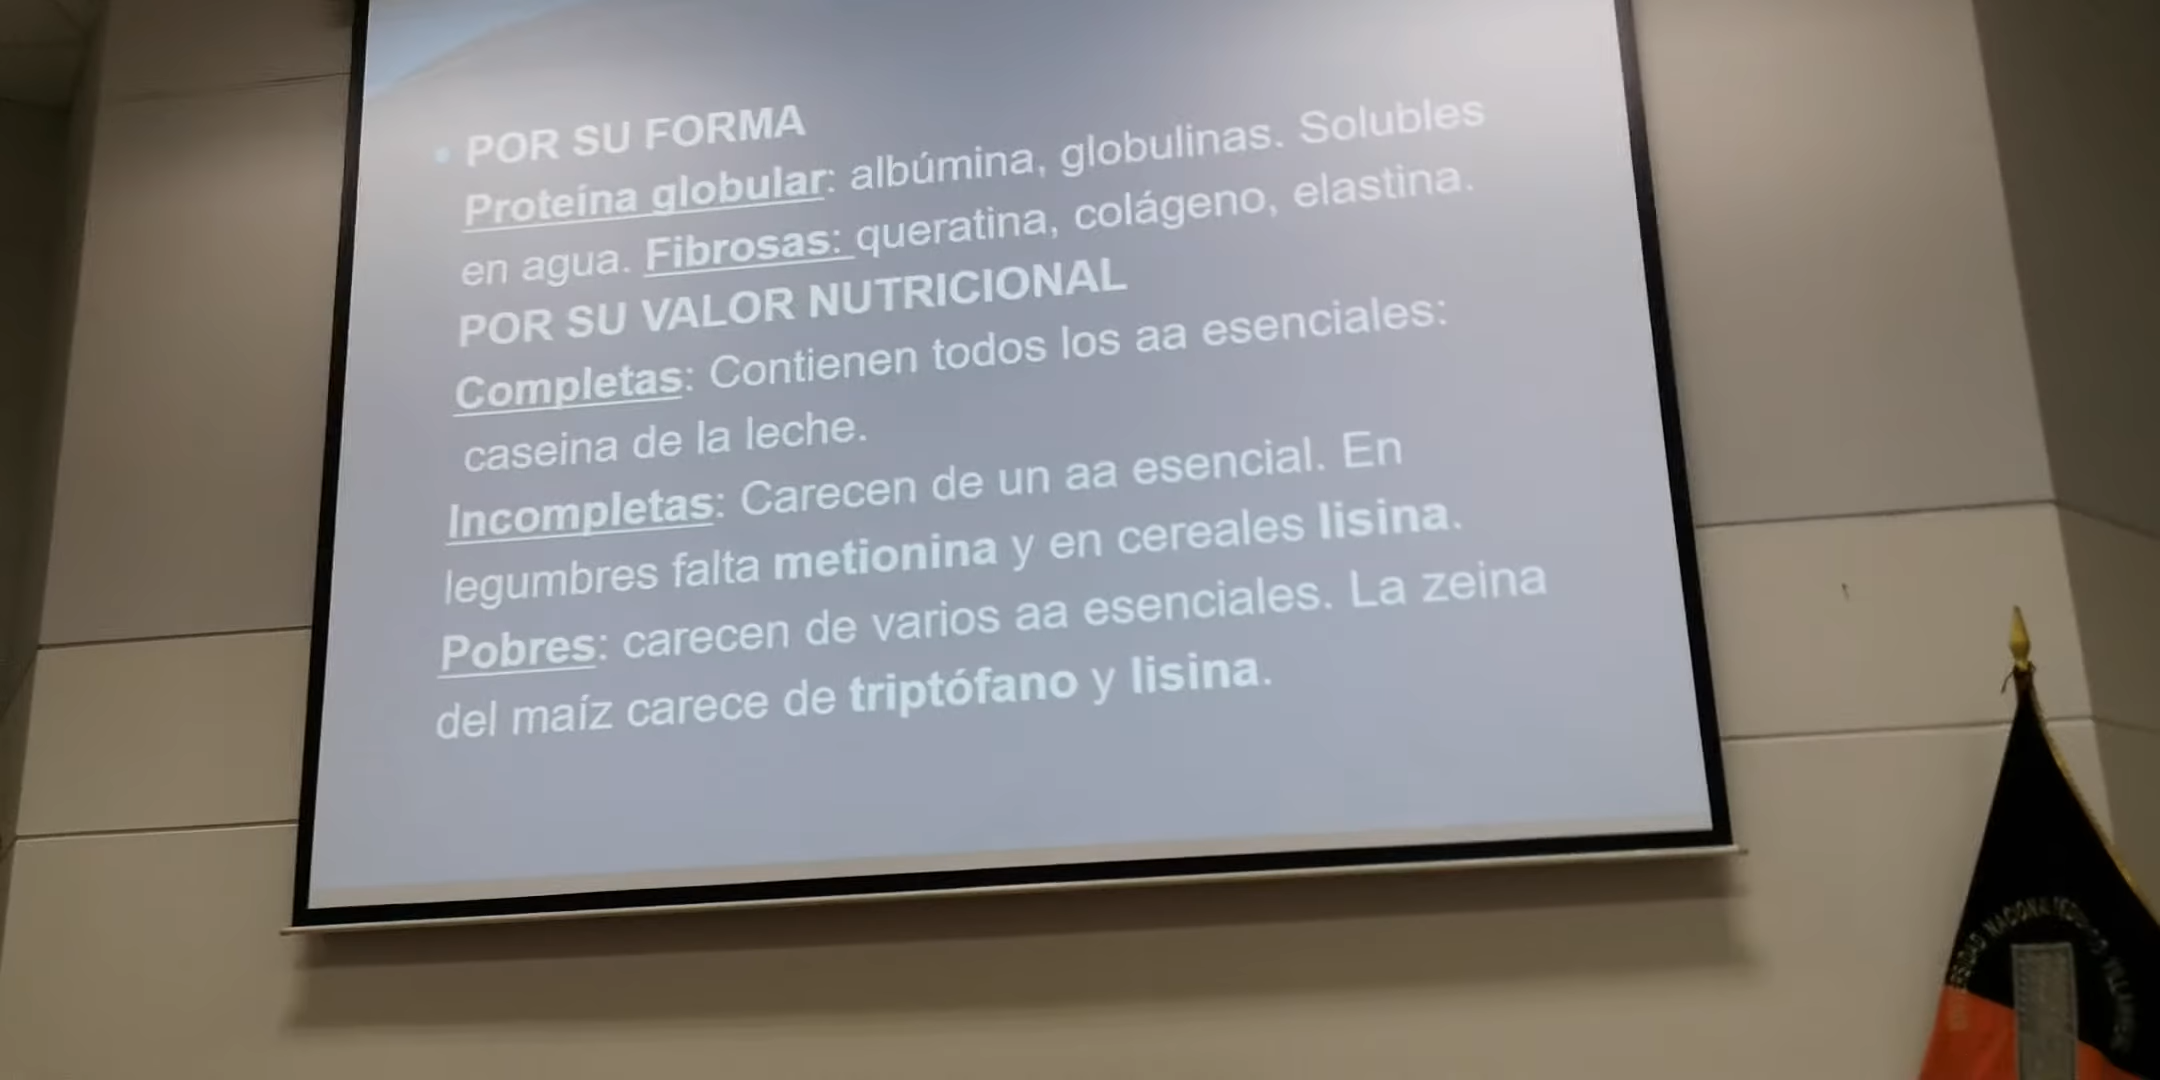 • POR SU FORMA
Proteína globular: albúmina, globulinas. Solubles
en agua. Fibrosas: queratina, colágeno, elastina.
POR SU VALOR NUTRICIONAL
Completas: Contienen todos los aa esenciales:
caseina de la leche.
Incompletas: Carecen de un aa esencial. En
legumbres falta metionina y en cereales lisina.
Pobres: carecen de varios aa esenciales. La zeina
del maíz carece de triptófano y lisina.